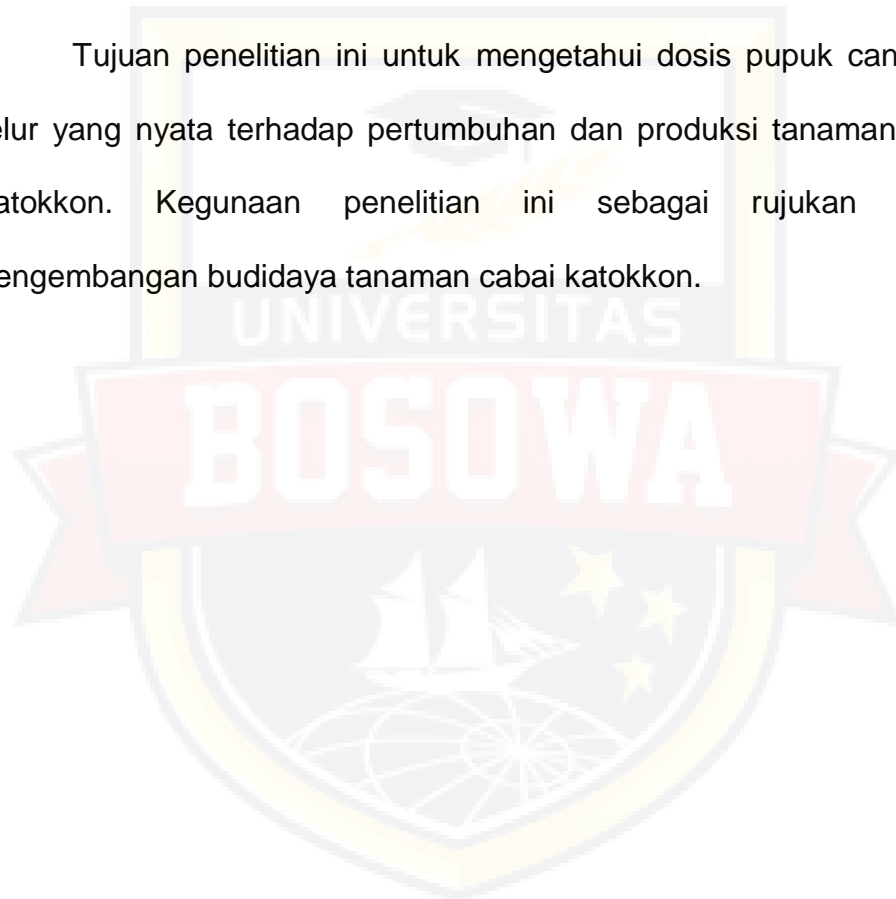 Tujuan penelitian ini untuk mengetahui dosis pupuk can
elur yang nyata terhadap pertumbuhan dan produksi tanaman
atokkon. Kegunaan penelitian ini sebagai rujukan
engembangan budidaya tanaman cabai katokkon.
UNIVERSITAS
BOSOWA